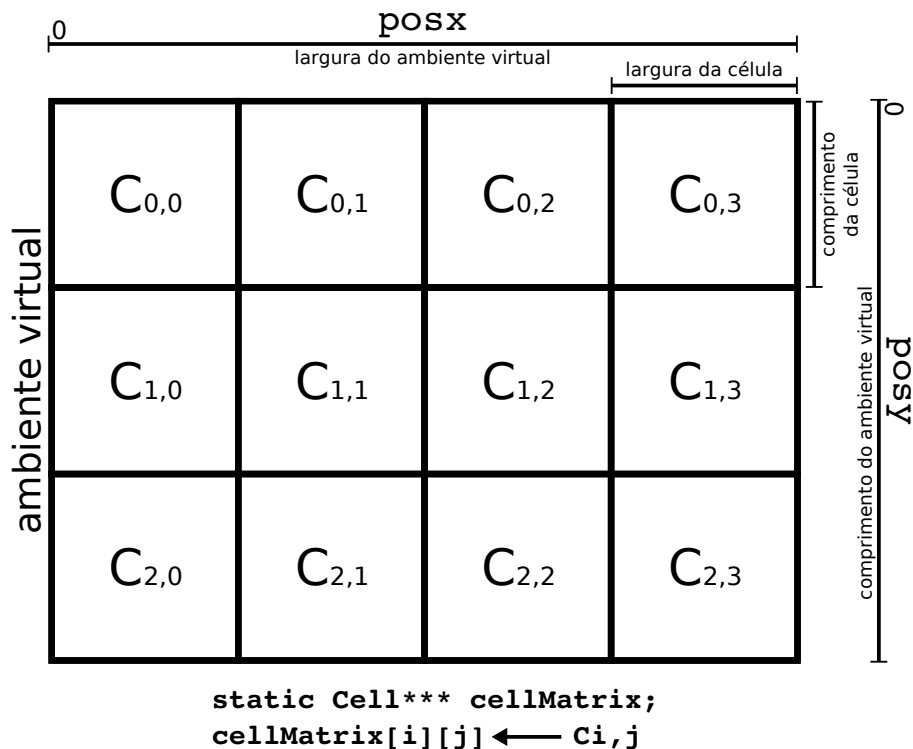 0
posx
largura do ambiente virtual
largura da célula
0
C0,0
C0,1
C0,2
C0,3
comprimento
da célula
ambiente virtual
C1,0
C1,1
C1,2
C1,3
comprimento do ambiente virtual
posy
C2,0
C2,1
C2,2
C2,3
static Cell*** cellMatrix;
cellMatrix[i][j] ← Ci,j